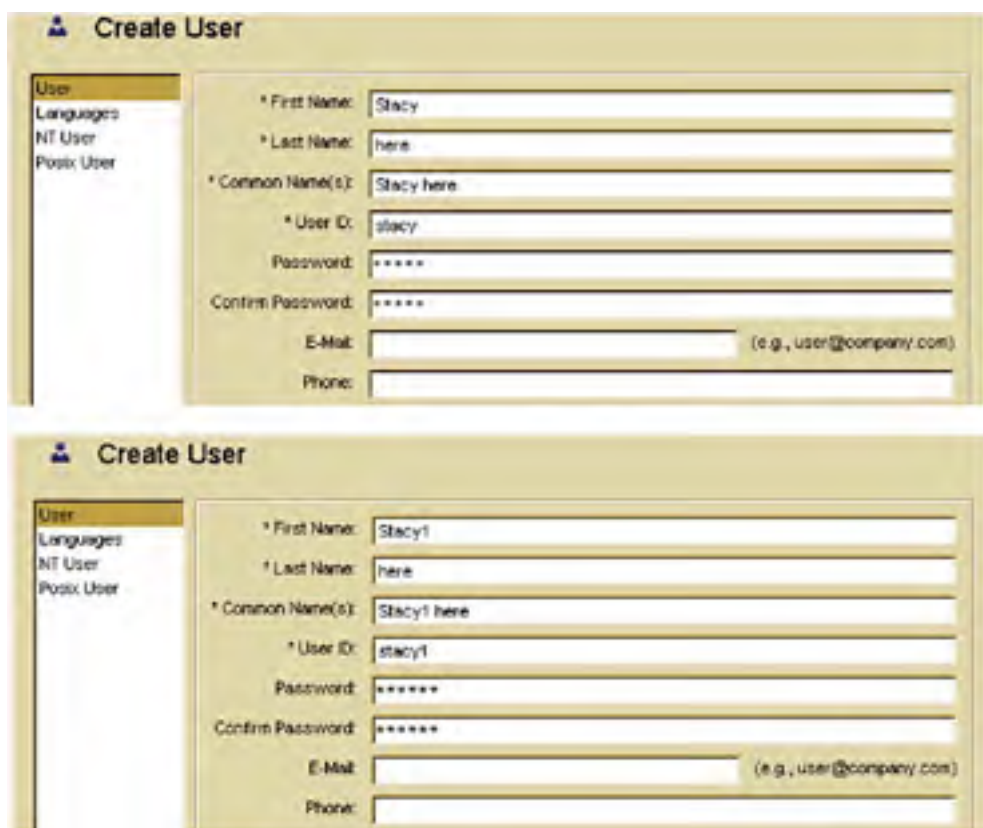 Create User
User
Languages
NT User
Posix User
* First Name: Stacy
* Last Name: here
* Common Name(s): Stacy here
* User ID: stacy
Password: *****
Confirm Password: *****
E-Mail: (e.g., user@company.com)
Phone:
Create User
User
Languages
NT User
Posix User
* First Name: Stacy1
* Last Name: here
* Common Name(s): Stacy1 here
* User ID: stacy1
Password: ******
Confirm Password: ******
E-Mail: (e.g., user@company.com)
Phone: